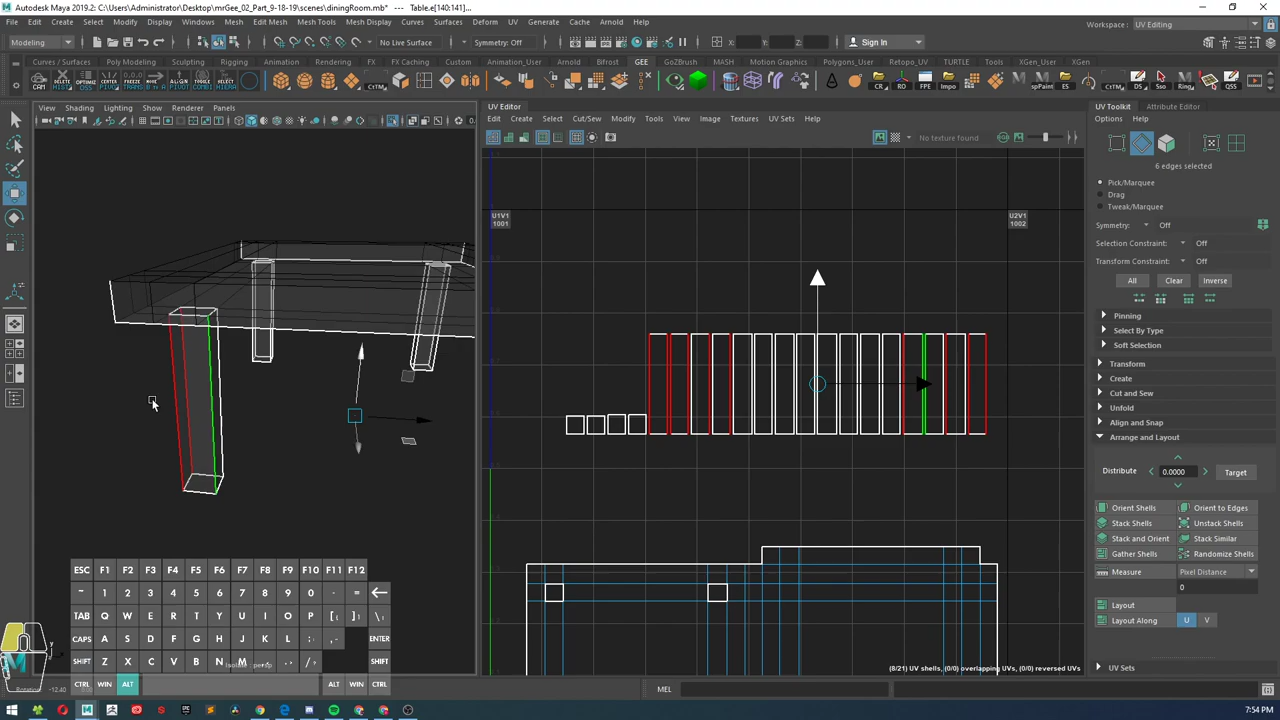 Autodesk Maya 2019.2: C:\Users\Administrator\Desktop\mrGee_02_Part_9-18-19\scenes\diningRoom.mb* --- Table.e[140:141]...
File Edit Create Select Modify Display Windows Mesh Edit Mesh Mesh Tools Mesh Display Curves Surfaces Deform UV Generate Cache Arnold Help
Workspace : UV Editing
Modeling No Live Surface Symmetry: Off X: Y: Z: Sign In
Curves / Surfaces Poly Modeling Sculpting Rigging Animation Rendering FX FX Caching Custom Animation_User Arnold Bifrost GEE GoZBrush MASH Motion Graphics Polygons_User Retopo_UV TURTLE Tools XGen_User XGen
View Shading Lighting Show Renderer Panels
UV Editor
Edit Create Select Cut/Sew Modify Tools View Image Textures UV Sets Help
No texture found
UV Toolkit Attribute Editor
Options Help
6 edges selected
Pick/Marquee
Drag
Tweak/Marquee
Symmetry: Off
Selection Constraint: Off
Transform Constraint: Off
All Clear Inverse
Pinning
Select By Type
Soft Selection
Transform
Create
Cut and Sew
Unfold
Align and Snap
Arrange and Layout
Distribute 0.0000 Target
Orient Shells Orient to Edges
Stack Shells Unstack Shells
Stack and Orient Stack Similar
Gather Shells Randomize Shells
Measure Pixel Distance
0
Layout
Layout Along U V
UV Sets
U1V1
1001
U2V1
1002
(8/21) UV shells, (0/0) overlapping UVs, (0/0) reversed UVs
ESC F1 F2 F3 F4 F5 F6 F7 F8 F9 F10 F11 F12
~ 1 2 3 4 5 6 7 8 9 0 - =
TAB Q W E R T Y U I O P [ ] \
CAPS A S D F G H J K L ; ENTER
SHIFT Z X C V B N M SHIFT
CTRL WIN ALT ALT WIN CTRL
Isolate : persp
-12.40
MEL
7:54 PM